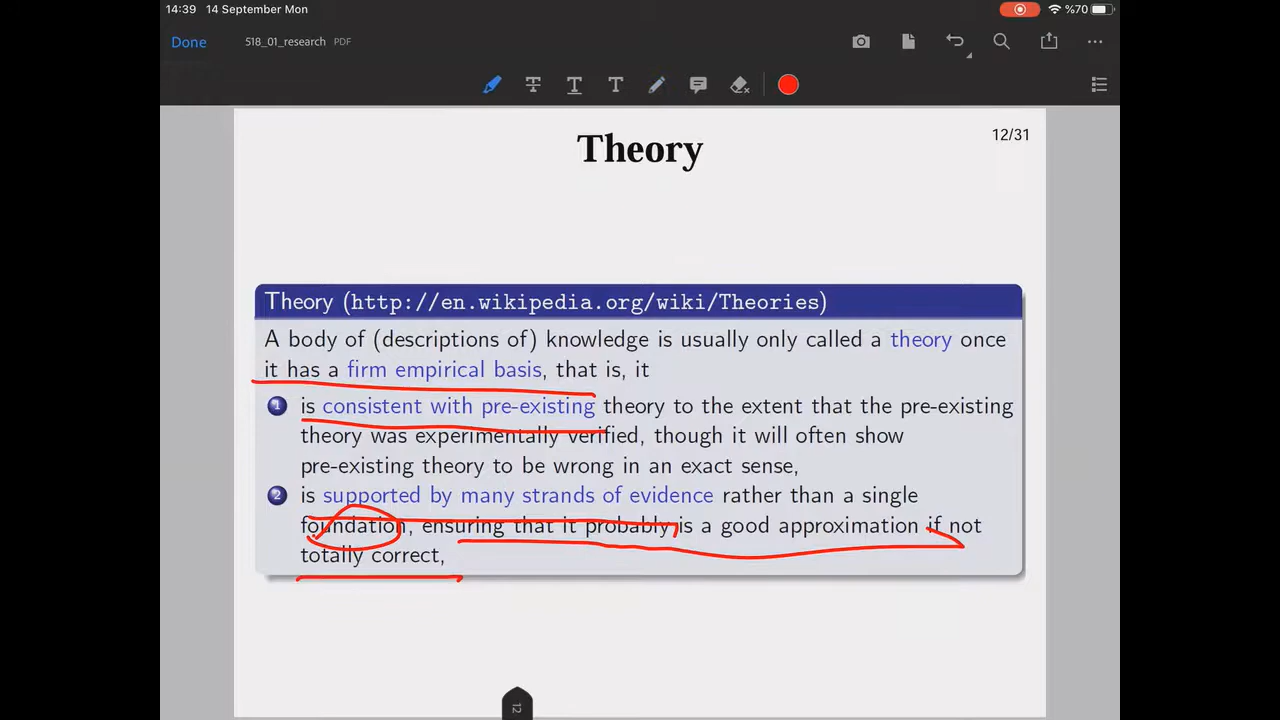 14:39 14 September Mon
%70
Done
518_01_research PDF
T T T
12/31
Theory
Theory (http://en.wikipedia.org/wiki/Theories)
A body of (descriptions of) knowledge is usually only called a theory once
it has a firm empirical basis, that is, it
1 is consistent with pre-existing theory to the extent that the pre-existing
theory was experimentally verified, though it will often show
pre-existing theory to be wrong in an exact sense,
2 is supported by many strands of evidence rather than a single
foundation, ensuring that it probably is a good approximation if not
totally correct,
12